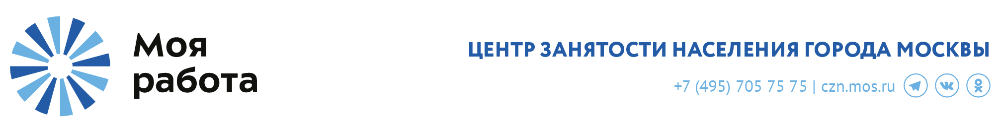 Моя
работа
ЦЕНТР ЗАНЯТОСТИ НАСЕЛЕНИЯ ГОРОДА МОСКВЫ
+7 (495) 705 75 75 | czn.mos.ru